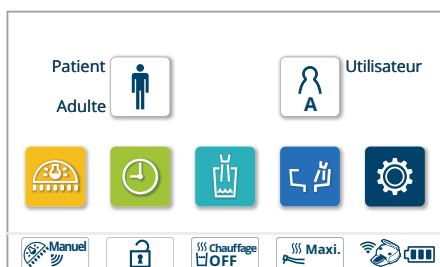 Patient
Adulte
Utilisateur
A
Manuel
Chauffage
OFF
Maxi.